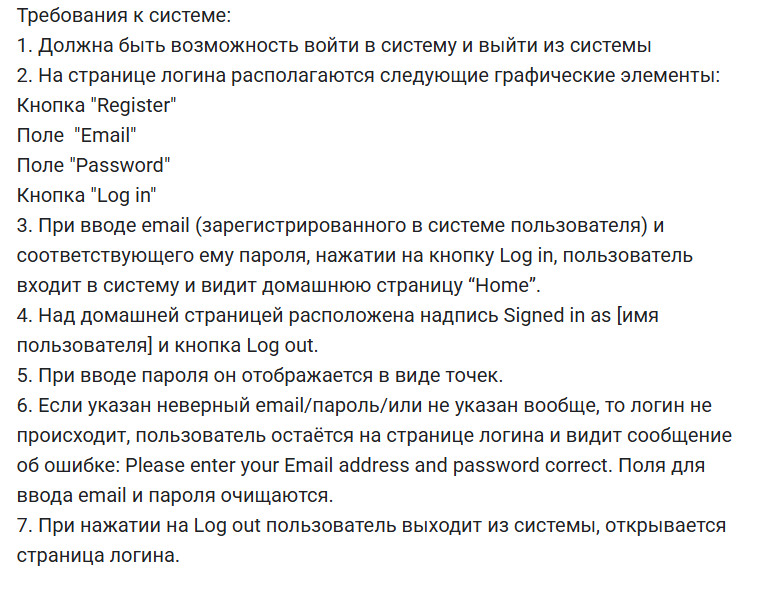 Требования к системе:
1. Должна быть возможность войти в систему и выйти из системы
2. На странице логина располагаются следующие графические элементы:
Кнопка "Register"
Поле  "Email"
Поле "Password"
Кнопка "Log in"
3. При вводе email (зарегистрированного в системе пользователя) и
соответствующего ему пароля, нажатии на кнопку Log in, пользователь
входит в систему и видит домашнюю страницу “Home”.
4. Над домашней страницей расположена надпись Signed in as [имя
пользователя] и кнопка Log out.
5. При вводе пароля он отображается в виде точек.
6. Если указан неверный email/пароль/или не указан вообще, то логин не
происходит, пользователь остаётся на странице логина и видит сообщение
об ошибке: Please enter your Email address and password correct. Поля для
ввода email и пароля очищаются.
7. При нажатии на Log out пользователь выходит из системы, открывается
страница логина.